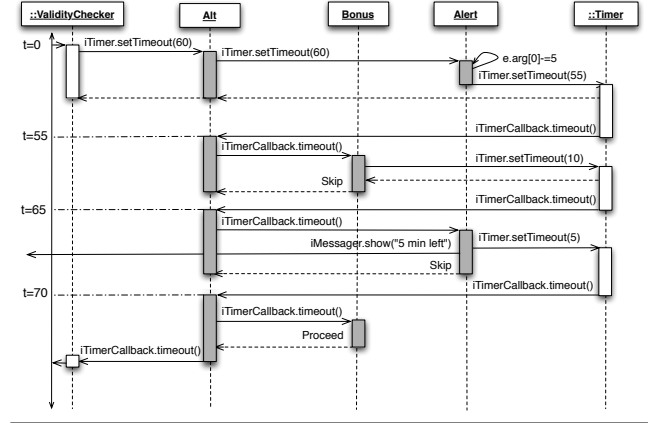 ::ValidityChecker Alt Bonus Alert ::Timer
t=0
iTimer.setTimeout(60)
iTimer.setTimeout(60)
e.arg[0]-=5
iTimer.setTimeout(55)
t=55
iTimerCallback.timeout()
iTimerCallback.timeout()
iTimer.setTimeout(10)
Skip
iTimerCallback.timeout()
t=65
iTimerCallback.timeout()
iMessager.show("5 min left")
iTimer.setTimeout(5)
Skip
t=70
iTimerCallback.timeout()
iTimerCallback.timeout()
Proceed
iTimerCallback.timeout()